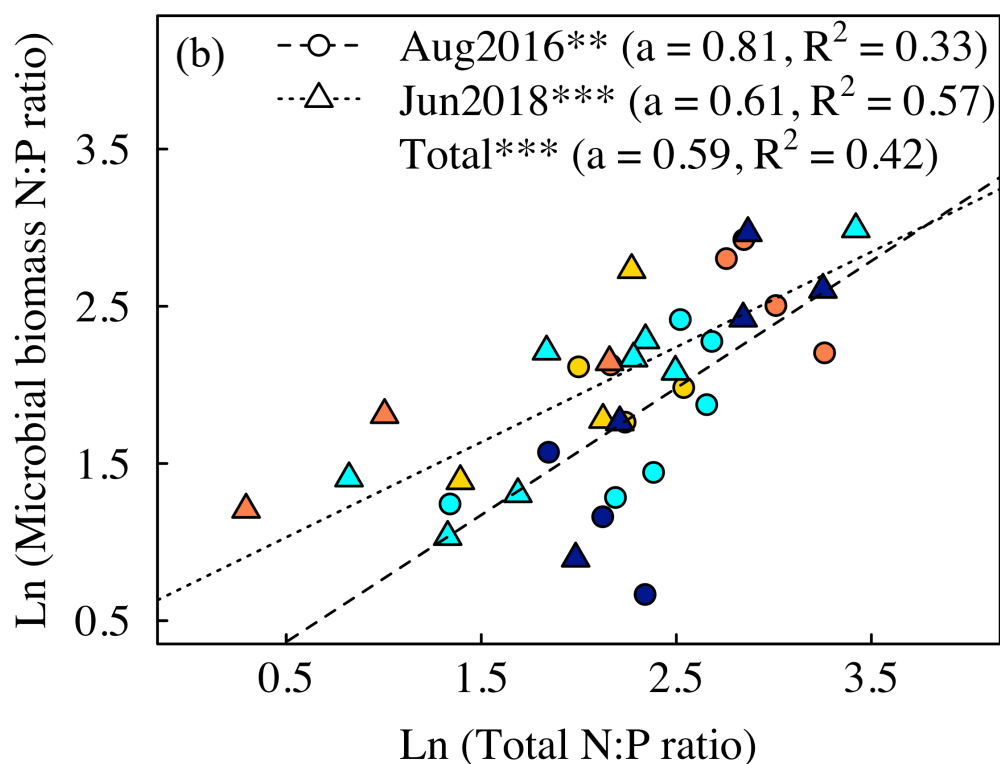 (b)
Aug2016** (a = 0.81, R² = 0.33)
Jun2018*** (a = 0.61, R² = 0.57)
Total*** (a = 0.59, R² = 0.42)
Ln (Microbial biomass N:P ratio)
3.5
2.5
1.5
0.5
0.5 1.5 2.5 3.5
Ln (Total N:P ratio)